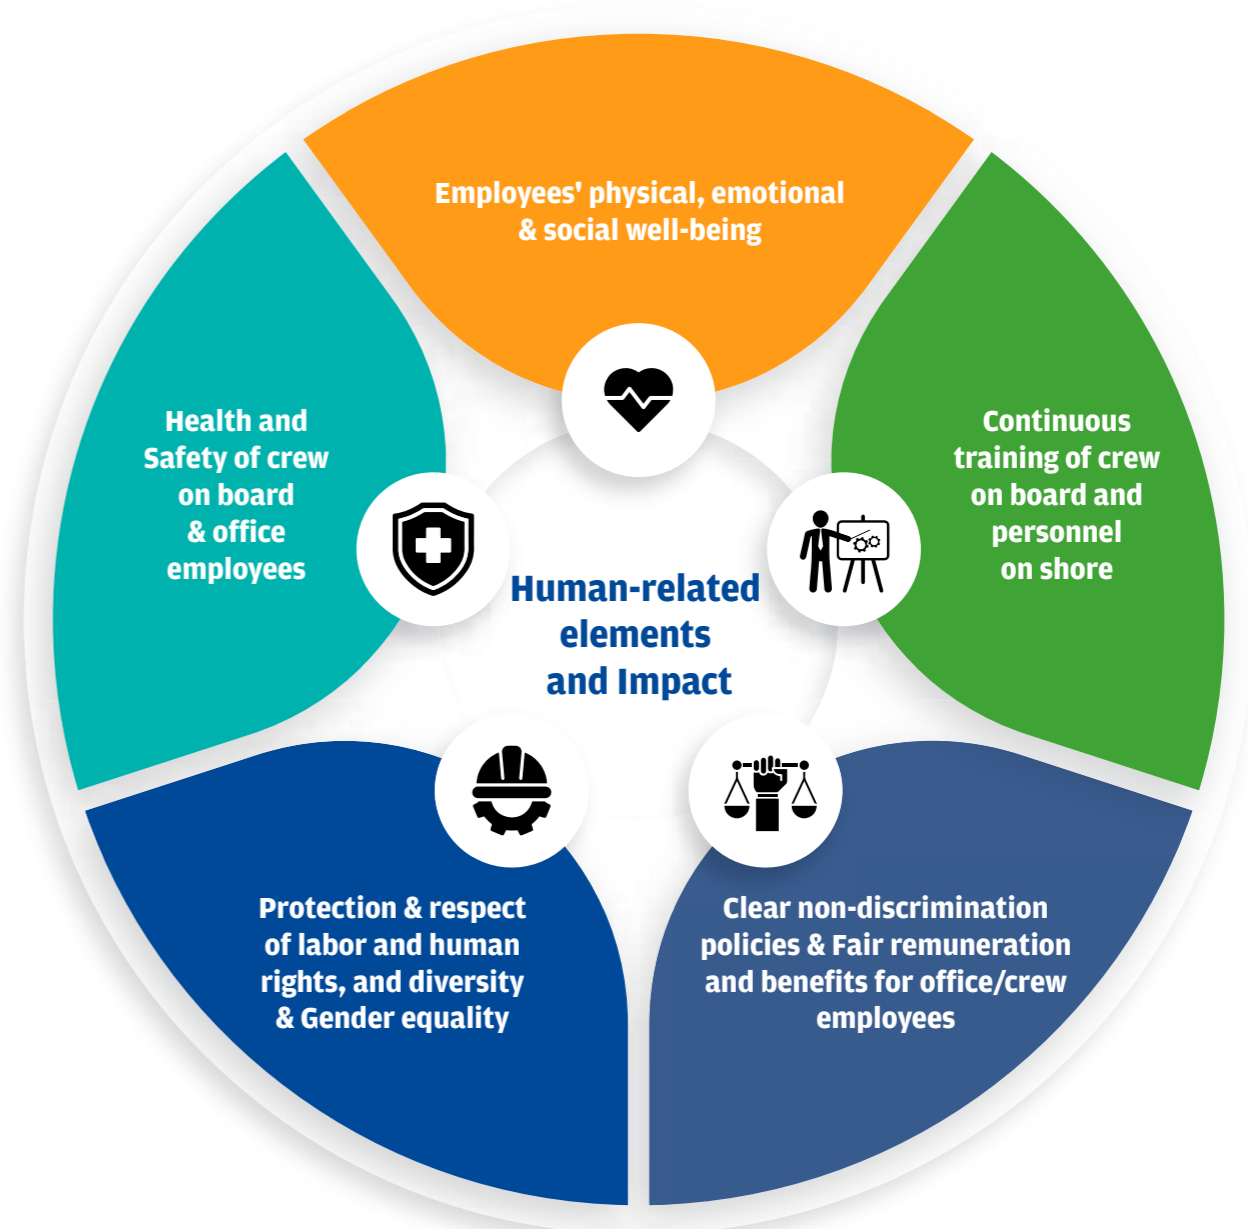 Employees' physical, emotional
& social well-being
Continuous
training of crew
on board and
personnel
on shore
Clear non-discrimination
policies & Fair remuneration
and benefits for office/crew
employees
Protection & respect
of labor and human
rights, and diversity
& Gender equality
Health and
Safety of crew
on board
& office
employees
Human-related
elements
and Impact